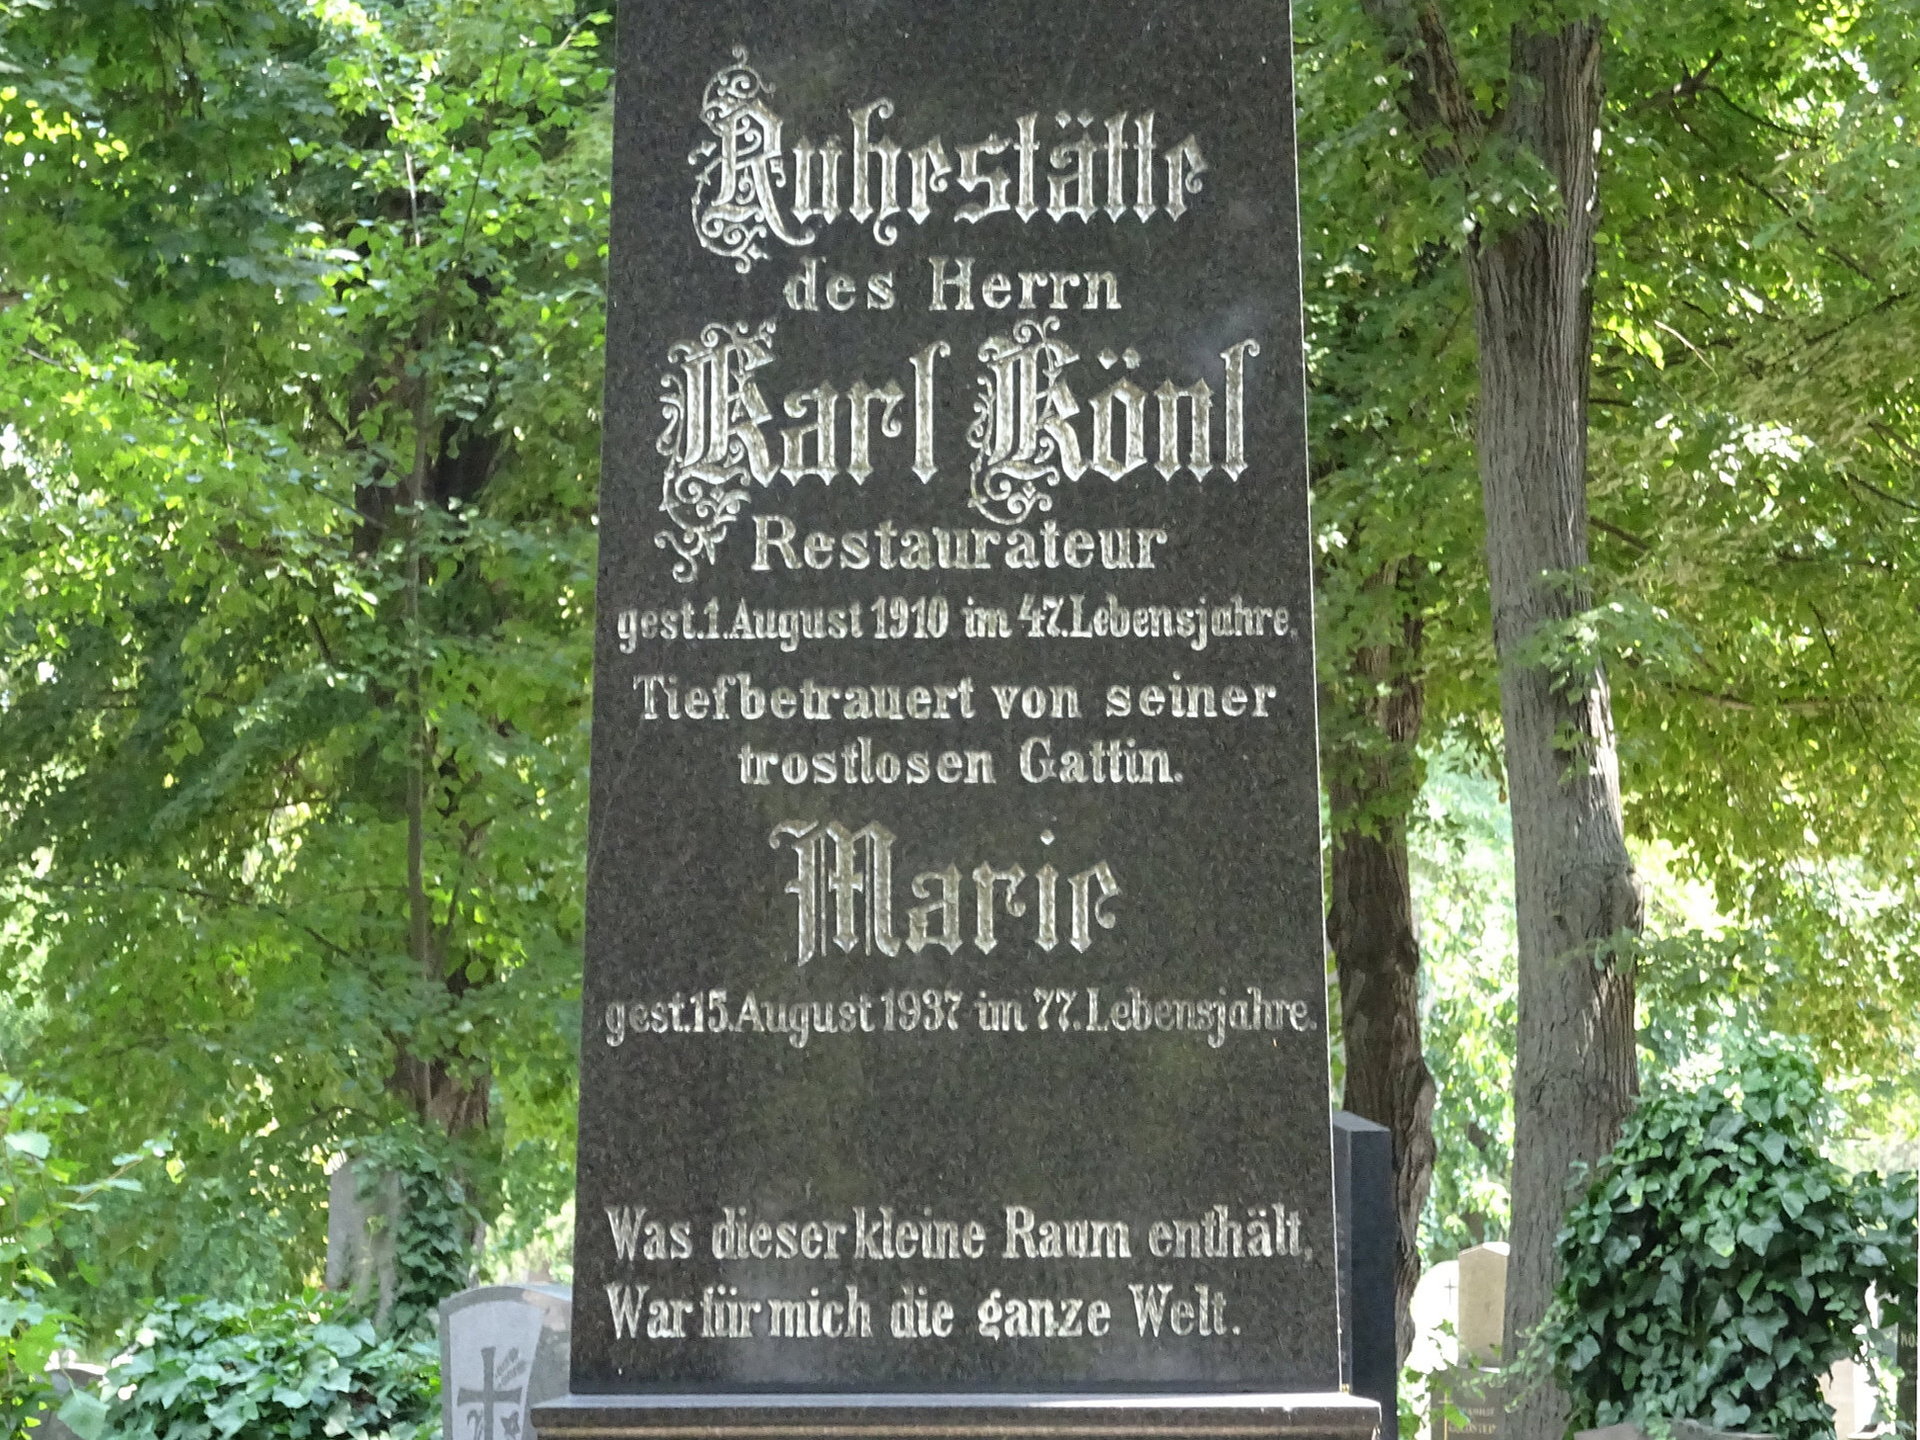 Ruhestätte
des Herrn
Karl Könl
Restaurateur
gest. 1. August 1910 im 47. Lebensjahre.
Tiefbetrauert von seiner
trostlosen Gattin.
Marie
gest. 15. August 1937 im 77. Lebensjahre.
Was dieser kleine Raum enthält,
War für mich die ganze Welt.